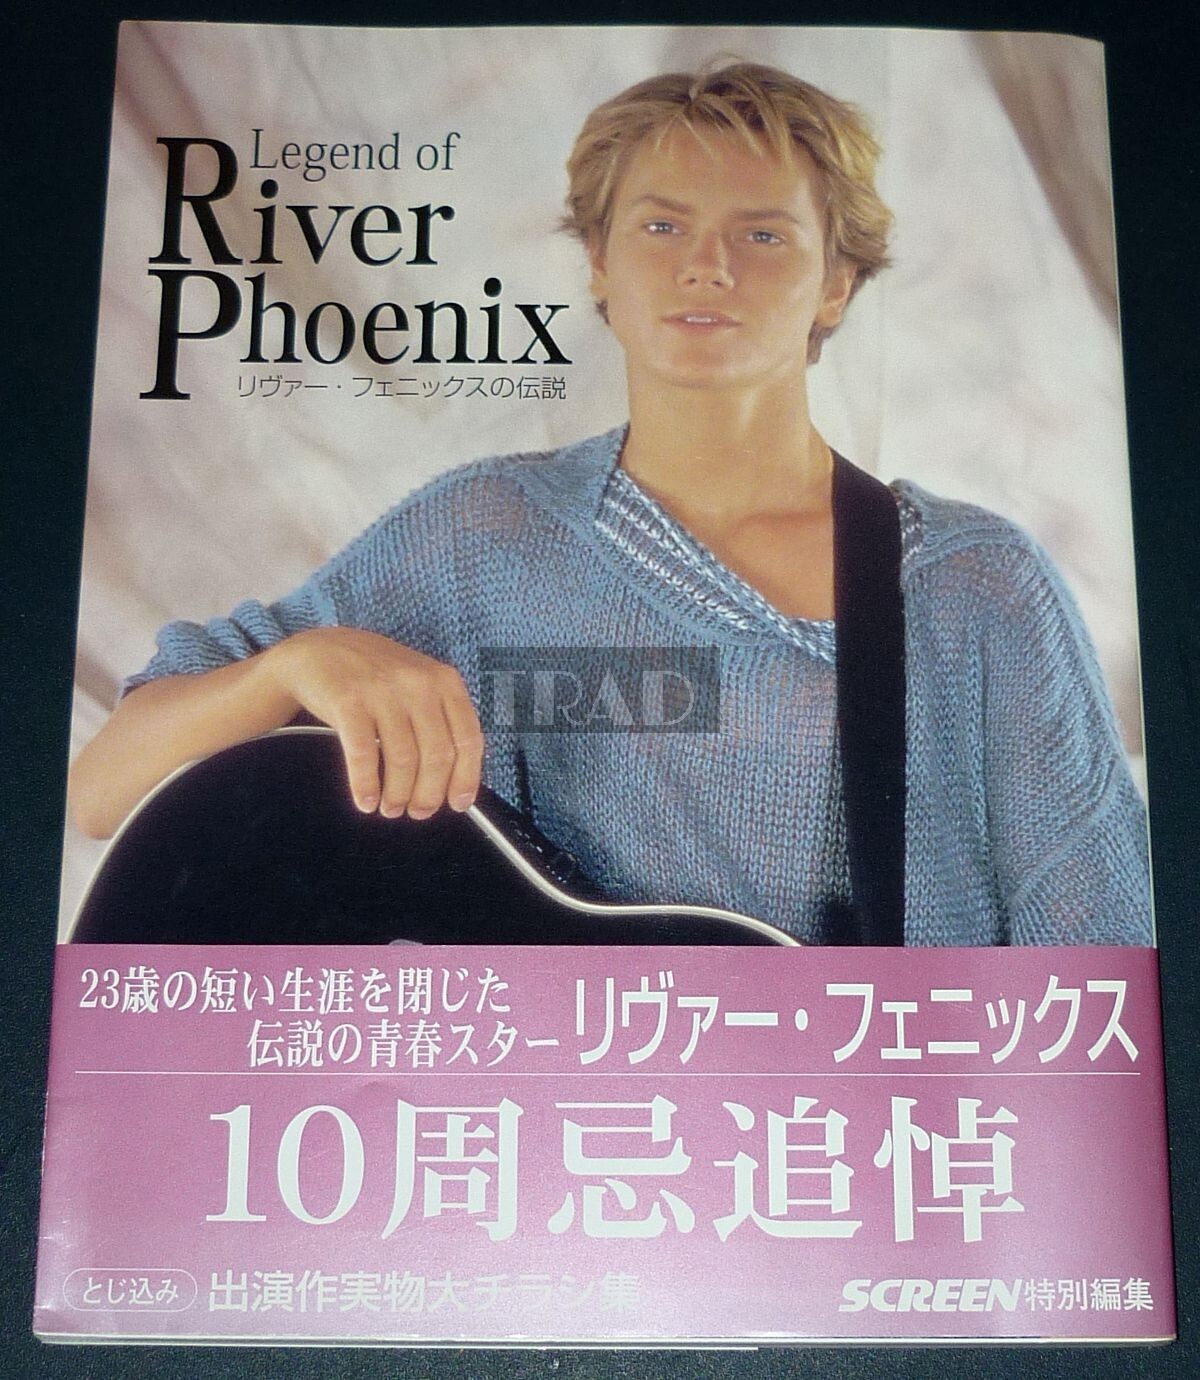 Legend of
River
Phoenix
リヴァー・フェニックスの伝説
TRAD
23歳の短い生涯を閉じた
伝説の青春スター リヴァー・フェニックス
10周忌追悼
とじ込み 出演作実物大チラシ集
SCREEN特別編集